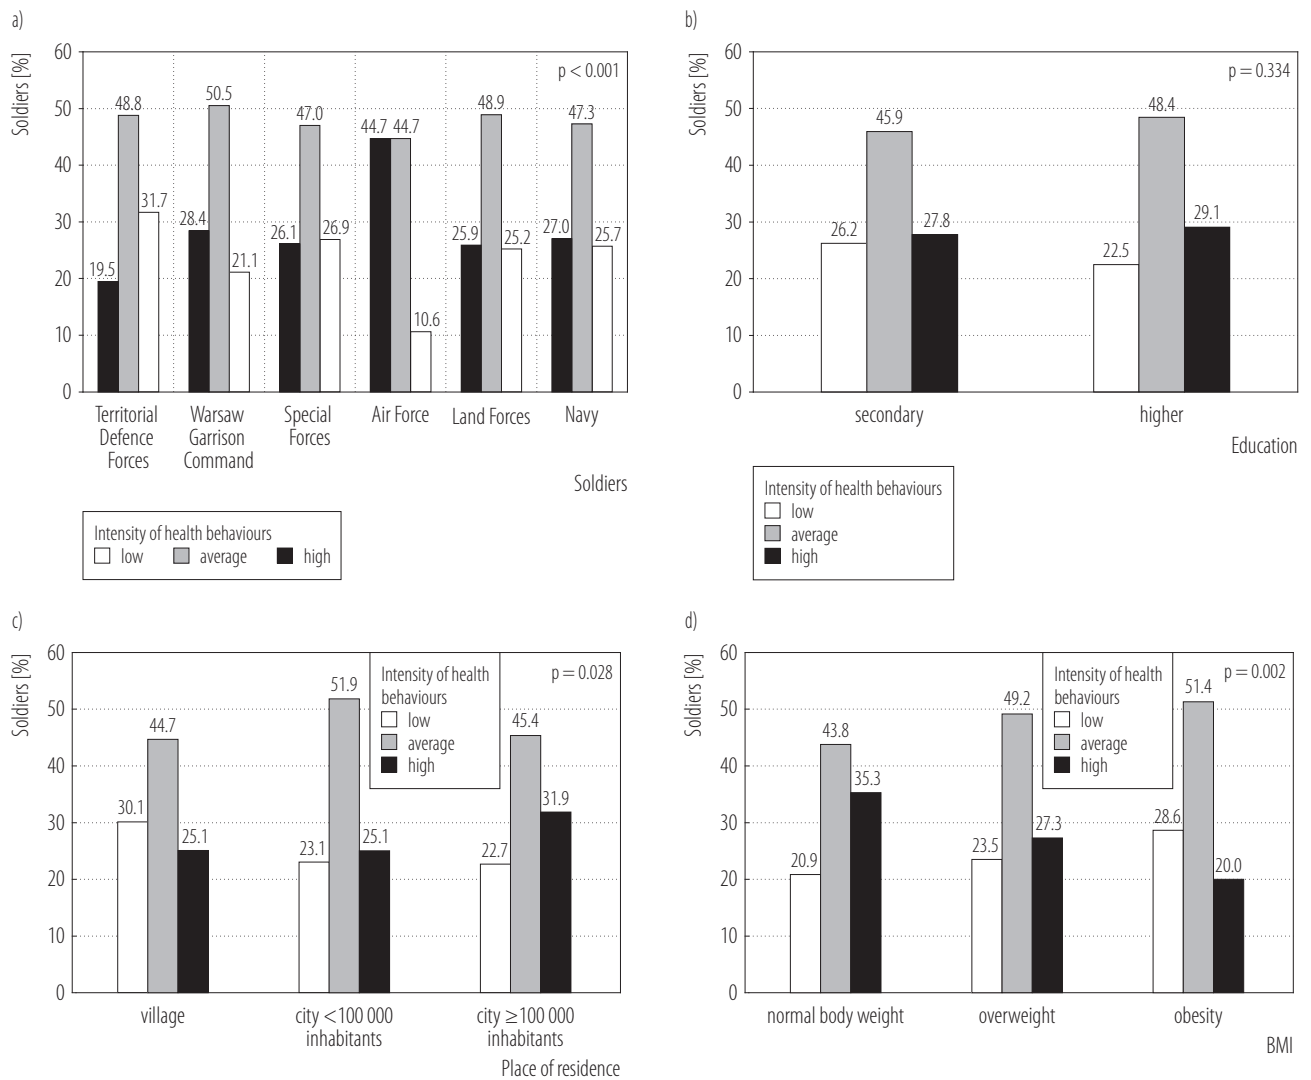 a)
Soldiers [%]
60
50
40
30
20
10
0
p < 0.001
19.5
48.8
31.7
28.4
50.5
21.1
26.1
47.0
26.9
44.7
44.7
10.6
25.9
48.9
25.2
27.0
47.3
25.7
Territorial
Defence
Forces
Warsaw
Garrison
Command
Special
Forces
Air Force
Land Forces
Navy
Soldiers
Intensity of health behaviours
low average high
b)
Soldiers [%]
60
50
40
30
20
10
0
p = 0.334
26.2
45.9
27.8
22.5
48.4
29.1
secondary
higher
Education
Intensity of health behaviours
low
average
high
c)
Soldiers [%]
60
50
40
30
20
10
0
Intensity of health
behaviours
low
average
high
p = 0.028
30.1
44.7
25.1
23.1
51.9
25.1
22.7
45.4
31.9
village
city <100 000
inhabitants
city ≥100 000
inhabitants
Place of residence
d)
Soldiers [%]
60
50
40
30
20
10
0
Intensity of health
behaviours
low
average
high
p = 0.002
20.9
43.8
35.3
23.5
49.2
27.3
28.6
51.4
20.0
normal body weight
overweight
obesity
BMI